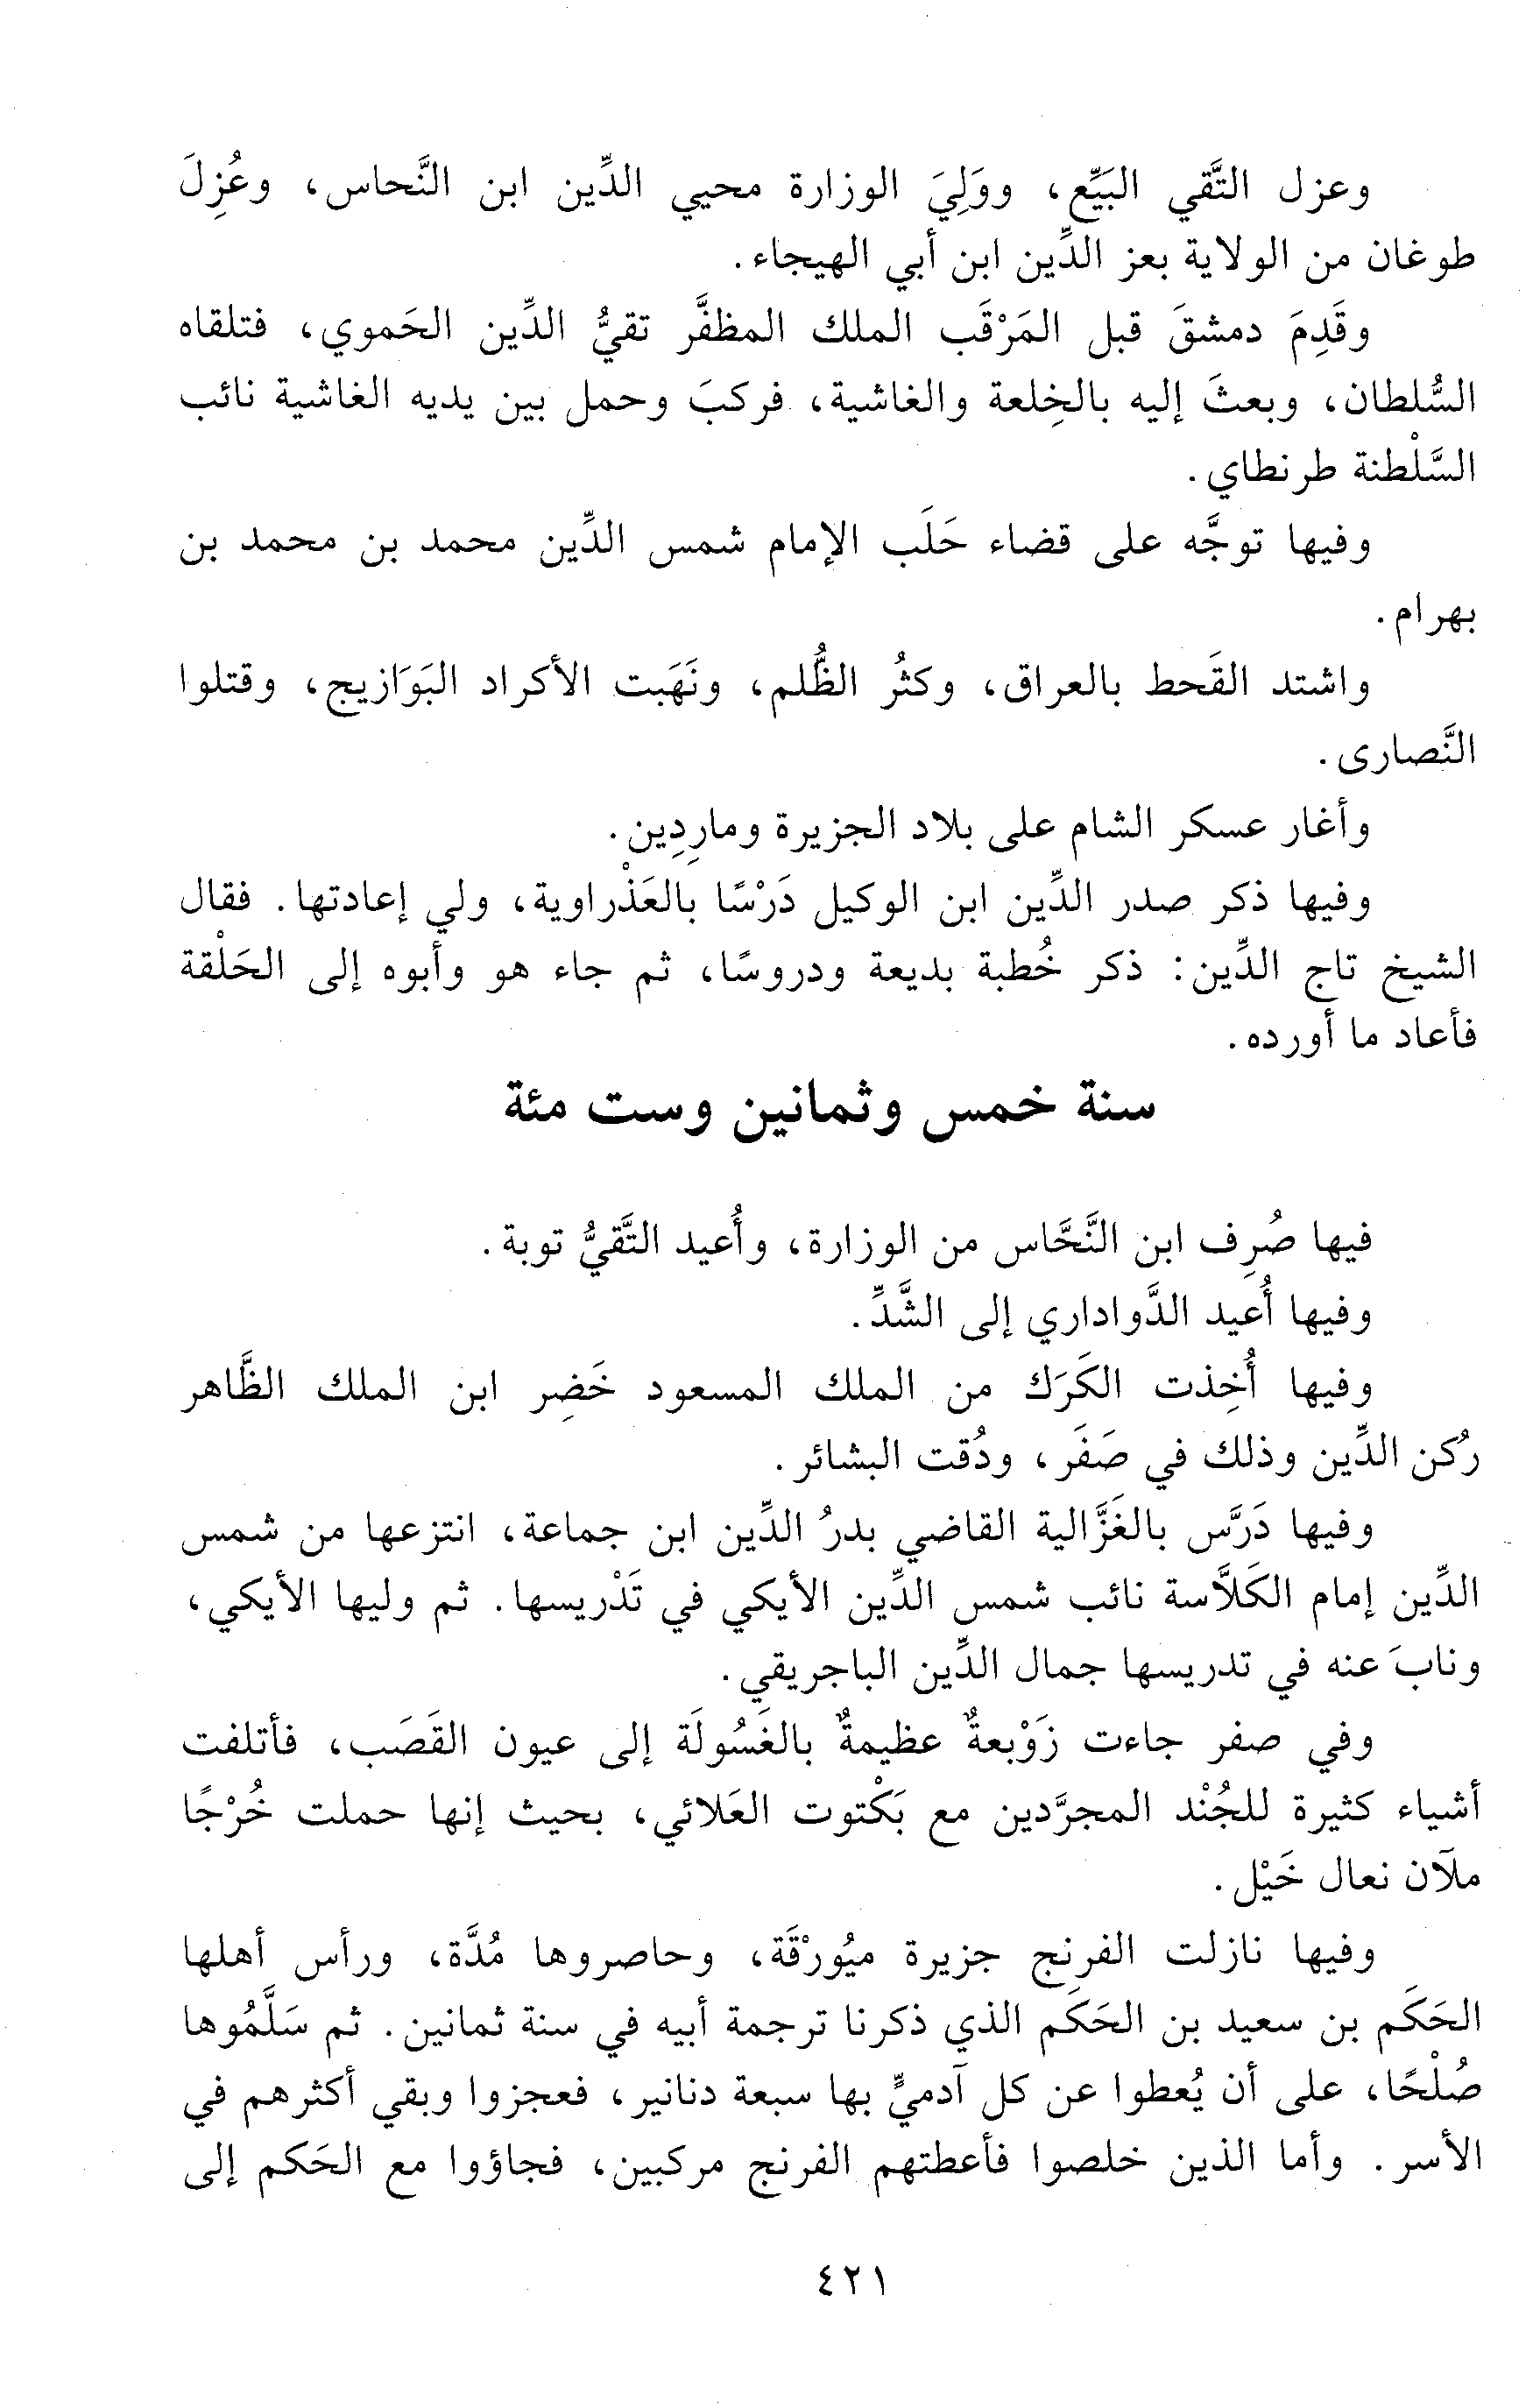 وعزل التَّقي البَيِّع، ووَلِيَ الوزارة محيي الدِّين ابن النَّحاس، وعُزِلَ
طوغان من الولاية بعز الدِّين ابن أبي الهيجاء.
وقَدِمَ دمشقَ قبل المَرْقَب الملك المظفَّر تقيُّ الدِّين الحَموي، فتلقاه
السُّلطان، وبعثَ إليه بالخِلعة والغاشية، فركبَ وحمل بين يديه الغاشية نائب
السَّلْطنة طرنطاي.
وفيها توجَّه على قضاء حَلَب الإمام شمس الدِّين محمد بن محمد بن
بهرام.
واشتد القَحط بالعراق، وكثُر الظُّلم، ونَهَبت الأكراد البَوَازيج، وقتلوا
النَّصارى.
وأغار عسكر الشام على بلاد الجزيرة ومارِدِين.
وفيها ذكر صدر الدِّين ابن الوكيل دَرْسًا بالعَذْراوية، ولي إعادتها. فقال
الشيخ تاج الدِّين: ذكر خُطبة بديعة ودروسًا، ثم جاء هو وأبوه إلى الحَلْقة
فأعاد ما أورده.
سنة خمس وثمانين وست مئة
فيها صُرِف ابن النَّحَّاس من الوزارة، وأُعيد التَّقيُّ توبة.
وفيها أُعيد الدَّواداري إلى الشَّدِّ.
وفيها أُخِذت الكَرَك من الملك المسعود خَضِر ابن الملك الظَّاهر
رُكن الدِّين وذلك في صَفَر، ودُقت البشائر.
وفيها دَرَّس بالغَزَّالية القاضي بدرُ الدِّين ابن جماعة، انتزعها من شمس
الدِّين إمام الكَلاَّسة نائب شمس الدِّين الأيكي في تَدْريسها. ثم وليها الأيكي،
ونابَ عنه في تدريسها جمال الدِّين الباجريقي.
وفي صفر جاءت زَوْبعةٌ عظيمةٌ بالغَسُولَة إلى عيون القَصَب، فأتلفت
أشياء كثيرة للجُنْد المجرَّدين مع بَكْتوت العَلائي، بحيث إنها حملت خُرْجًا
ملآن نعال خَيْل.
وفيها نازلت الفرنج جزيرة ميُورْقَة، وحاصروها مُدَّة، ورأس أهلها
الحَكَم بن سعيد بن الحَكَم الذي ذكرنا ترجمة أبيه في سنة ثمانين. ثم سَلَّمُوها
صُلْحًا، على أن يُعطوا عن كل آدميٍّ بها سبعة دنانير، فعجزوا وبقي أكثرهم في
الأسر. وأما الذين خلصوا فأعطتهم الفرنج مركبين، فجاؤوا مع الحَكم إلى
٤٢١